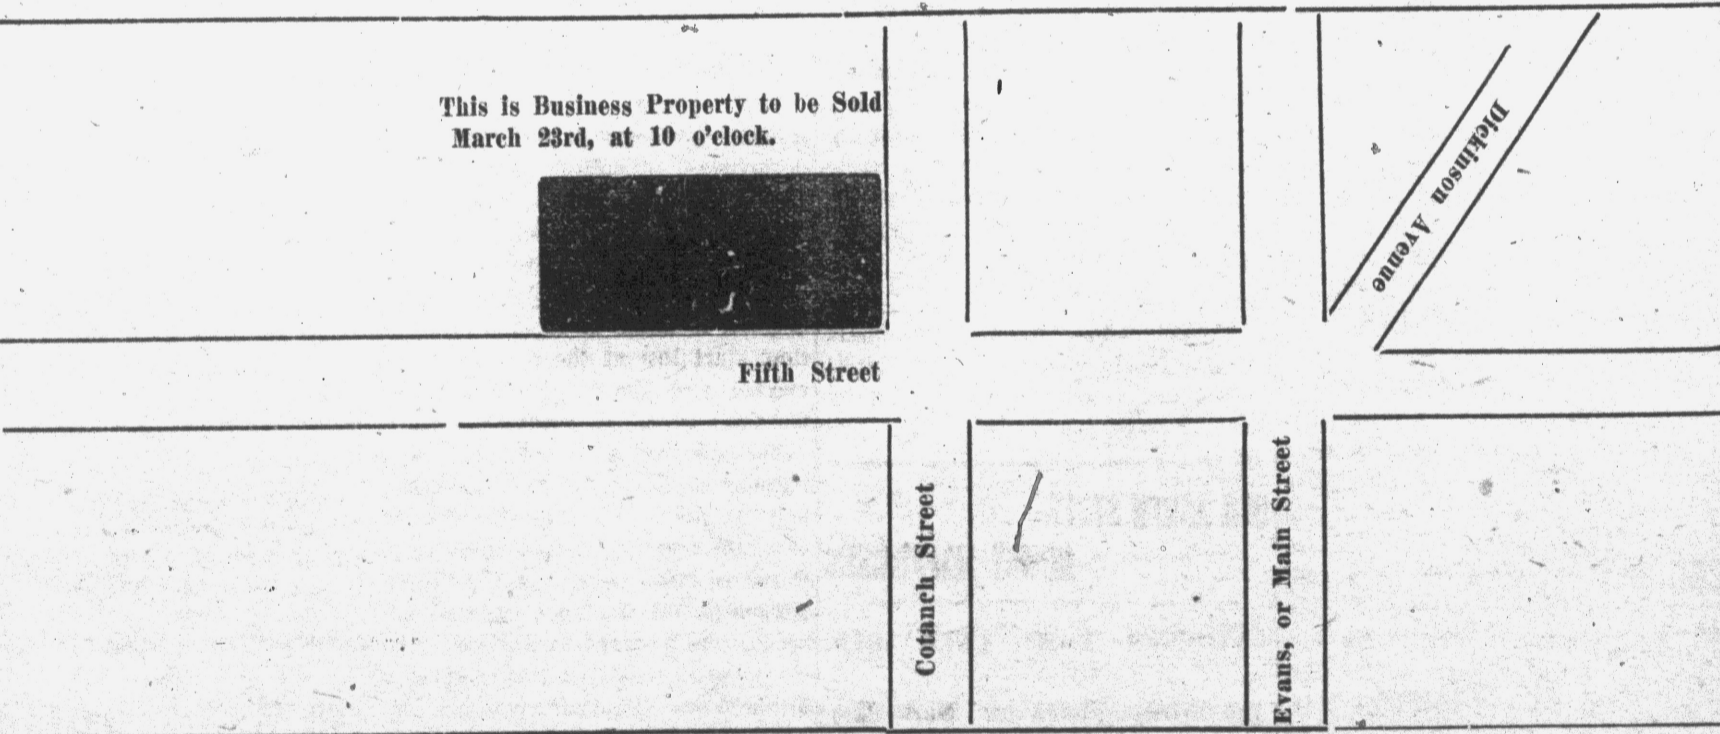 This is Business Property to be Sold
March 23rd, at 10 o'clock.
Dickinson Avenue
Fifth Street
Cotanch Street
Evans, or Main Street